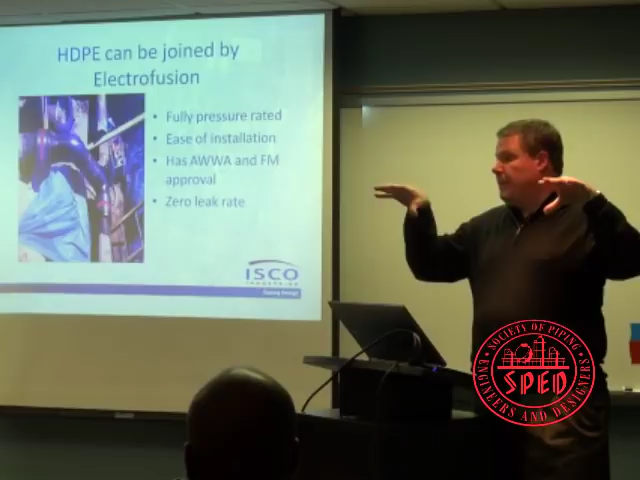 HDPE can be joined by
Electrofusion
• Fully pressure rated
• Ease of installation
• Has AWWA and FM
approval
• Zero leak rate
ISCO
INDUSTRIES
SOCIETY OF PIPING
SPED
ENGINEERS AND DESIGNERS